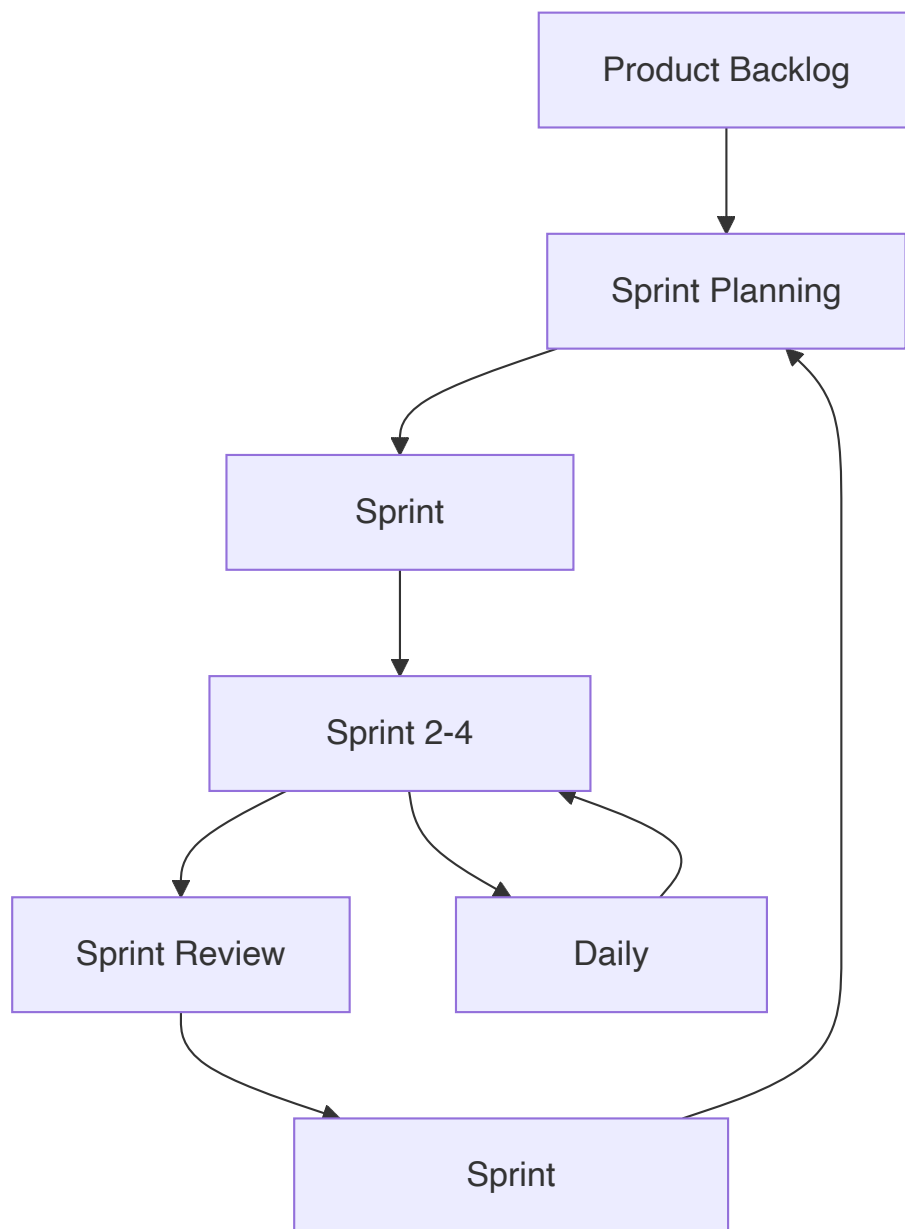 Product Backlog
Sprint Planning
Sprint
Sprint 2-4
Sprint Review
Daily
Sprint